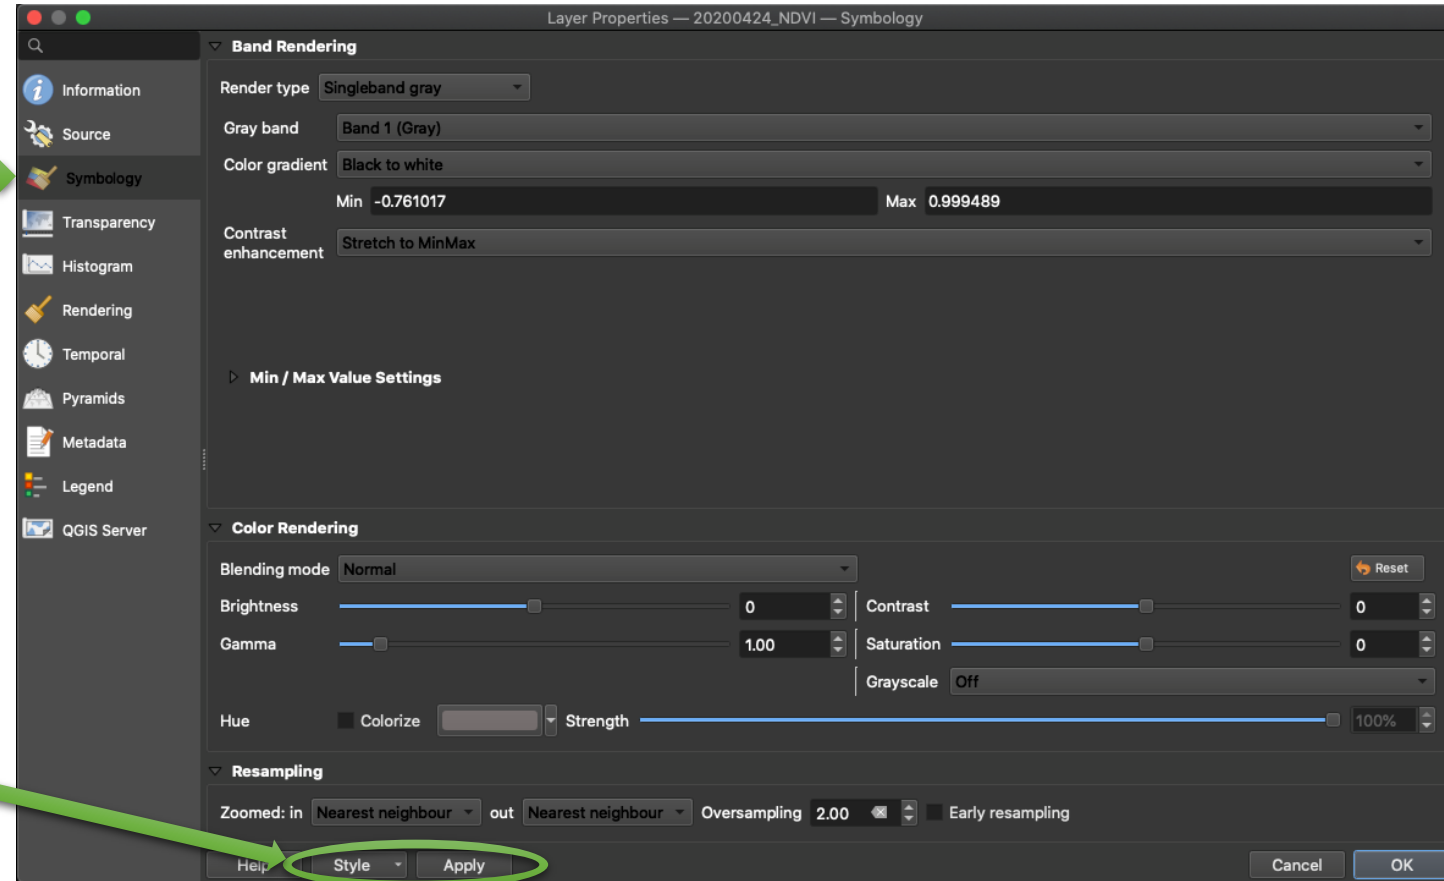 Layer Properties — 20200424_NDVI — Symbology
Information
Source
Symbology
Transparency
Histogram
Rendering
Temporal
Pyramids
Metadata
Legend
QGIS Server
Band Rendering
Render type Singleband gray
Gray band Band 1 (Gray)
Color gradient Black to white
Min -0.761017 Max 0.999489
Contrast
enhancement Stretch to MinMax
Min / Max Value Settings
Color Rendering
Blending mode Normal Reset
Brightness 0 Contrast 0
Gamma 1.00 Saturation 0
Grayscale Off
Hue Colorize Strength 100%
Resampling
Zoomed: in Nearest neighbour out Nearest neighbour Oversampling 2.00 Early resampling
Help Style Apply Cancel OK